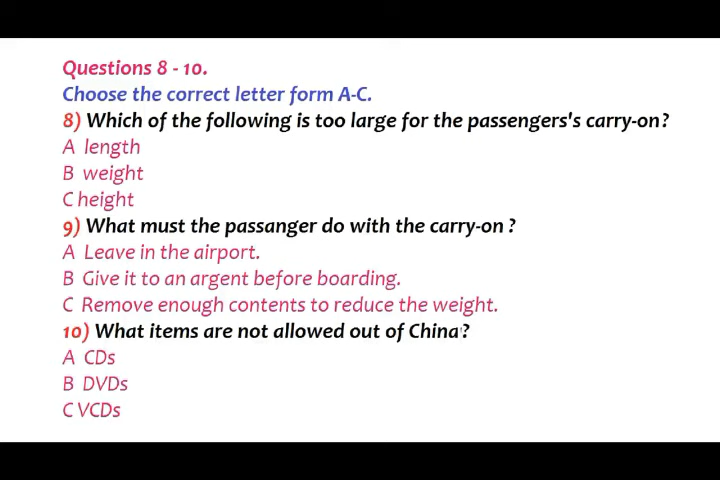 Questions 8 - 10.
Choose the correct letter form A-C.
8) Which of the following is too large for the passengers's carry-on?
A length
B weight
C height
9) What must the passanger do with the carry-on ?
A Leave in the airport.
B Give it to an argent before boarding.
C Remove enough contents to reduce the weight.
10) What items are not allowed out of China?
A CDs
B DVDs
C VCDs